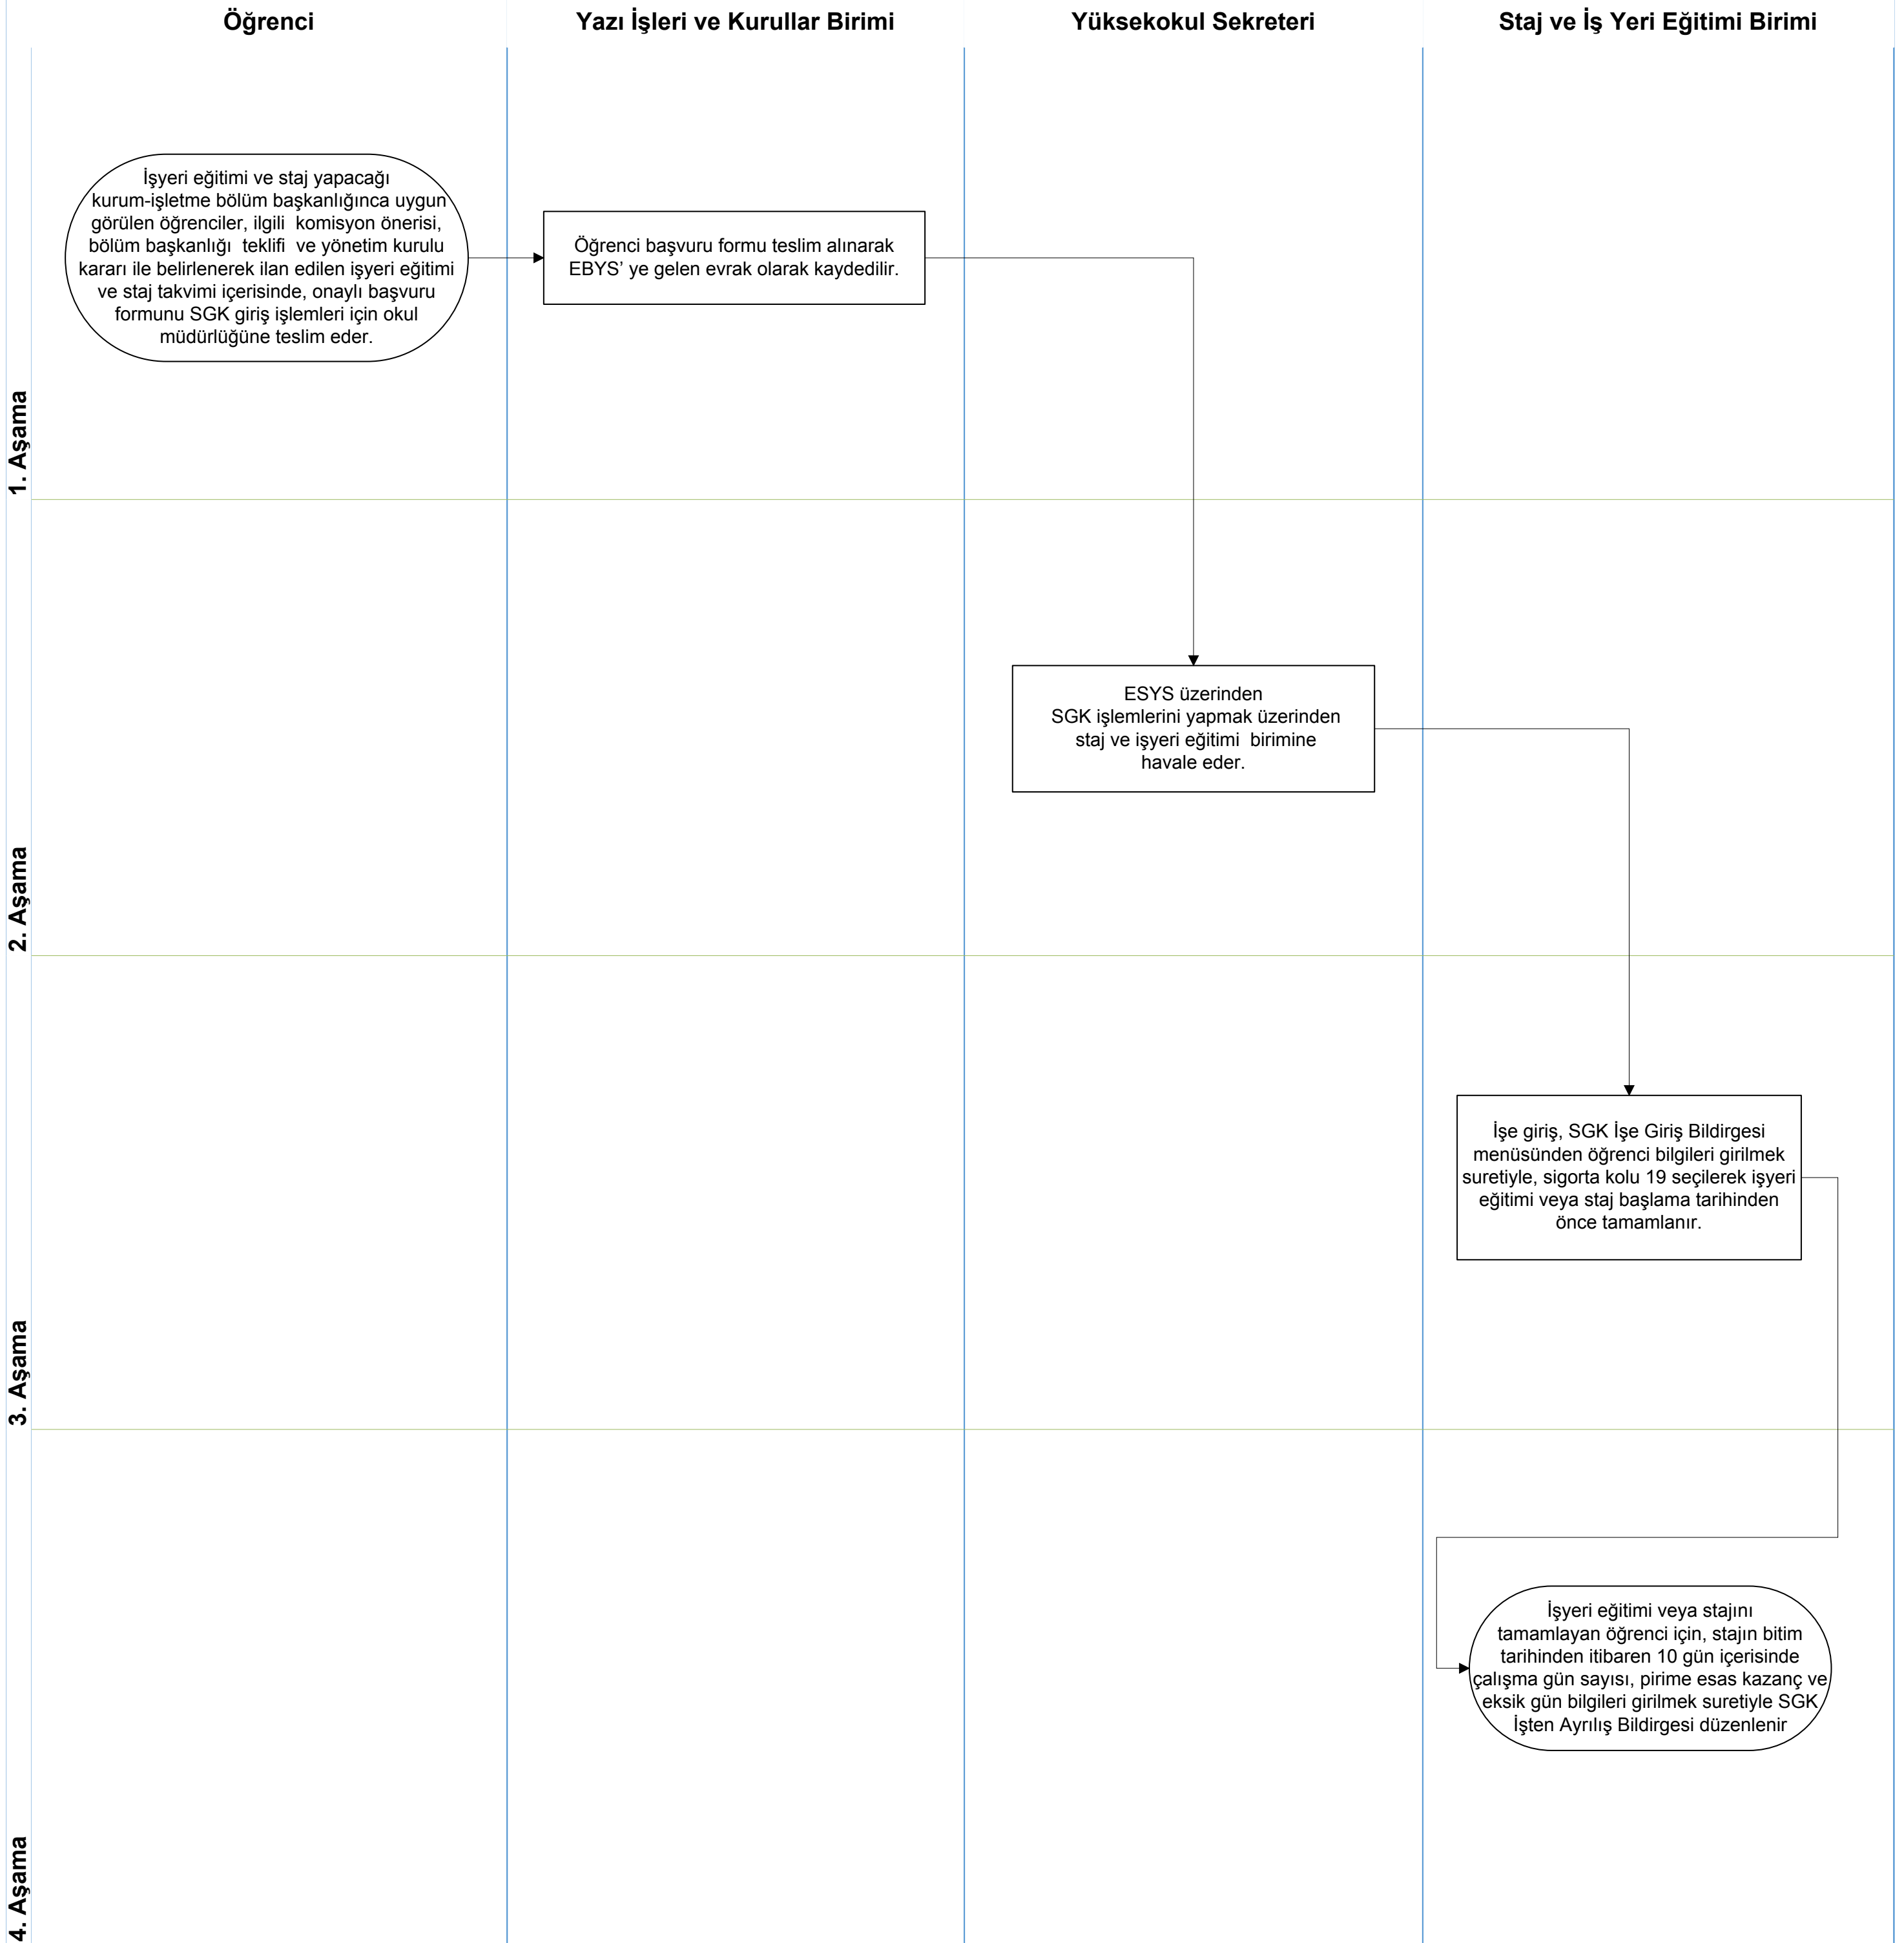 Öğrenci
Yazı İşleri ve Kurullar Birimi
Yüksekokul Sekreteri
Staj ve İş Yeri Eğitimi Birimi
1. Aşama
İşyeri eğitimi ve staj yapacağı
kurum-işletme bölüm başkanlığınca uygun
görülen öğrenciler, ilgili komisyon önerisi,
bölüm başkanlığı teklifi ve yönetim kurulu
kararı ile belirlenerek ilan edilen işyeri eğitimi
ve staj takvimi içerisinde, onaylı başvuru
formunu SGK giriş işlemleri için okul
müdürlüğüne teslim eder.
Öğrenci başvuru formu teslim alınarak
EBYS’ ye gelen evrak olarak kaydedilir.
2. Aşama
ESYS üzerinden
SGK işlemlerini yapmak üzerinden
staj ve işyeri eğitimi birimine
havale eder.
3. Aşama
İşe giriş, SGK İşe Giriş Bildirgesi
menüsünden öğrenci bilgileri girilmek
suretiyle, sigorta kolu 19 seçilerek işyeri
eğitimi veya staj başlama tarihinden
önce tamamlanır.
4. Aşama
İşyeri eğitimi veya stajını
tamamlayan öğrenci için, stajın bitim
tarihinden itibaren 10 gün içerisinde
çalışma gün sayısı, pirime esas kazanç ve
eksik gün bilgileri girilmek suretiyle SGK
İşten Ayrılış Bildirgesi düzenlenir